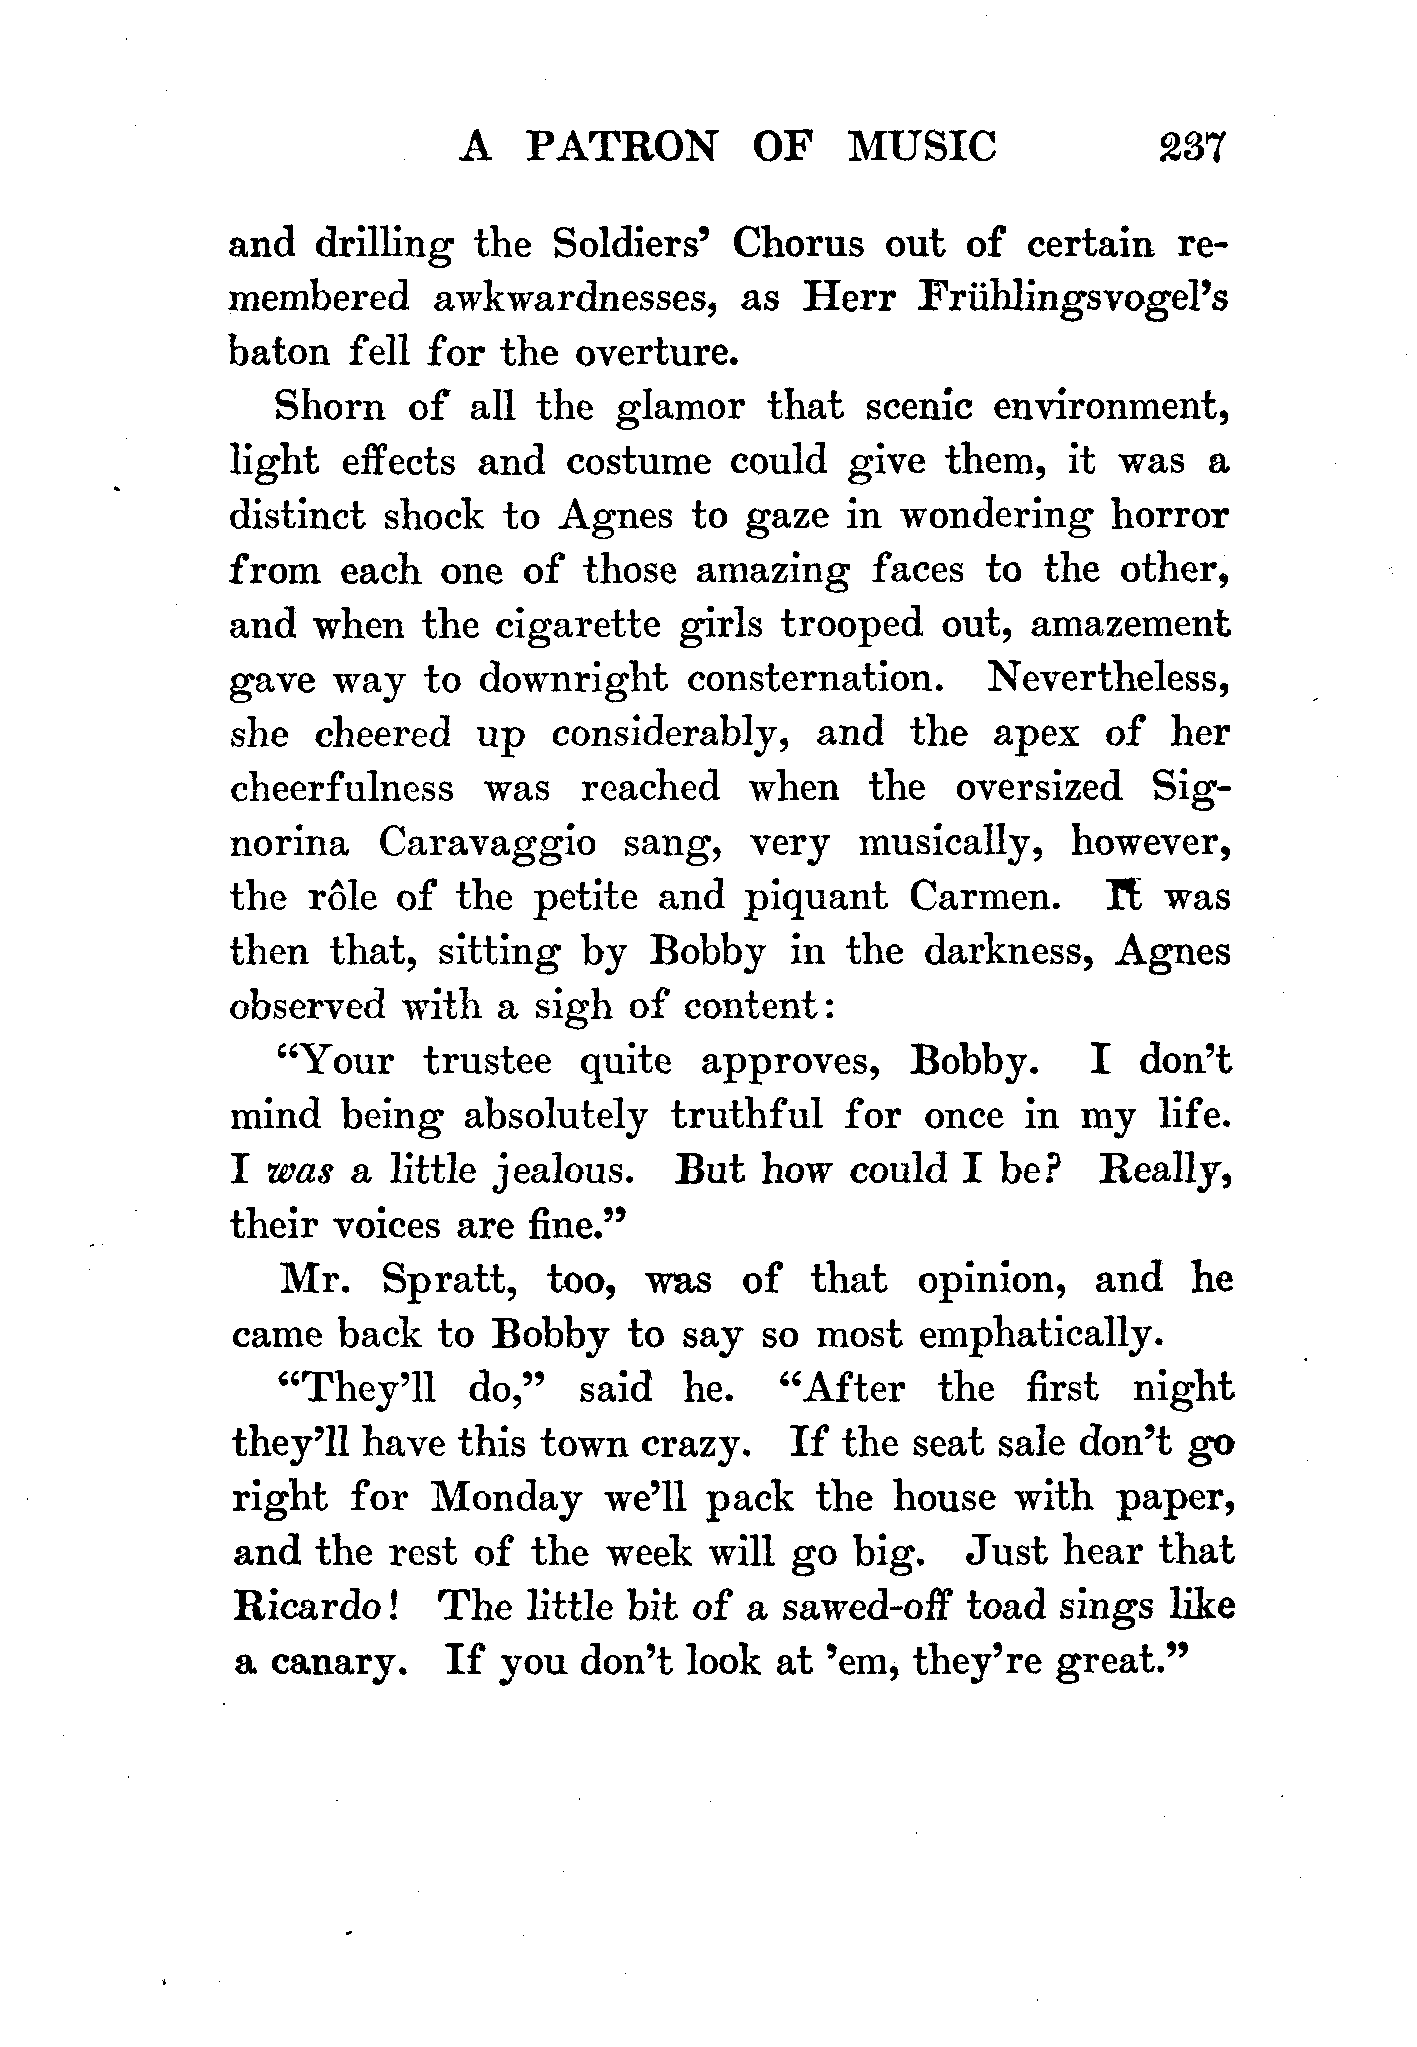 A PATRON OF MUSIC 237
and drilling the Soldiers’ Chorus out of certain re-
membered awkwardnesses, as Herr Frühlingsvogel’s
baton fell for the overture.
Shorn of all the glamor that scenic environment,
light effects and costume could give them, it was a
distinct shock to Agnes to gaze in wondering horror
from each one of those amazing faces to the other,
and when the cigarette girls trooped out, amazement
gave way to downright consternation. Nevertheless,
she cheered up considerably, and the apex of her
cheerfulness was reached when the oversized Sig-
norina Caravaggio sang, very musically, however,
the rôle of the petite and piquant Carmen. It was
then that, sitting by Bobby in the darkness, Agnes
observed with a sigh of content:
“Your trustee quite approves, Bobby. I don’t
mind being absolutely truthful for once in my life.
I was a little jealous. But how could I be? Really,
their voices are fine.”
Mr. Spratt, too, was of that opinion, and he
came back to Bobby to say so most emphatically.
“They’ll do,” said he. “After the first night
they’ll have this town crazy. If the seat sale don’t go
right for Monday we’ll pack the house with paper,
and the rest of the week will go big. Just hear that
Ricardo! The little bit of a sawed-off toad sings like
a canary. If you don’t look at ’em, they’re great.”